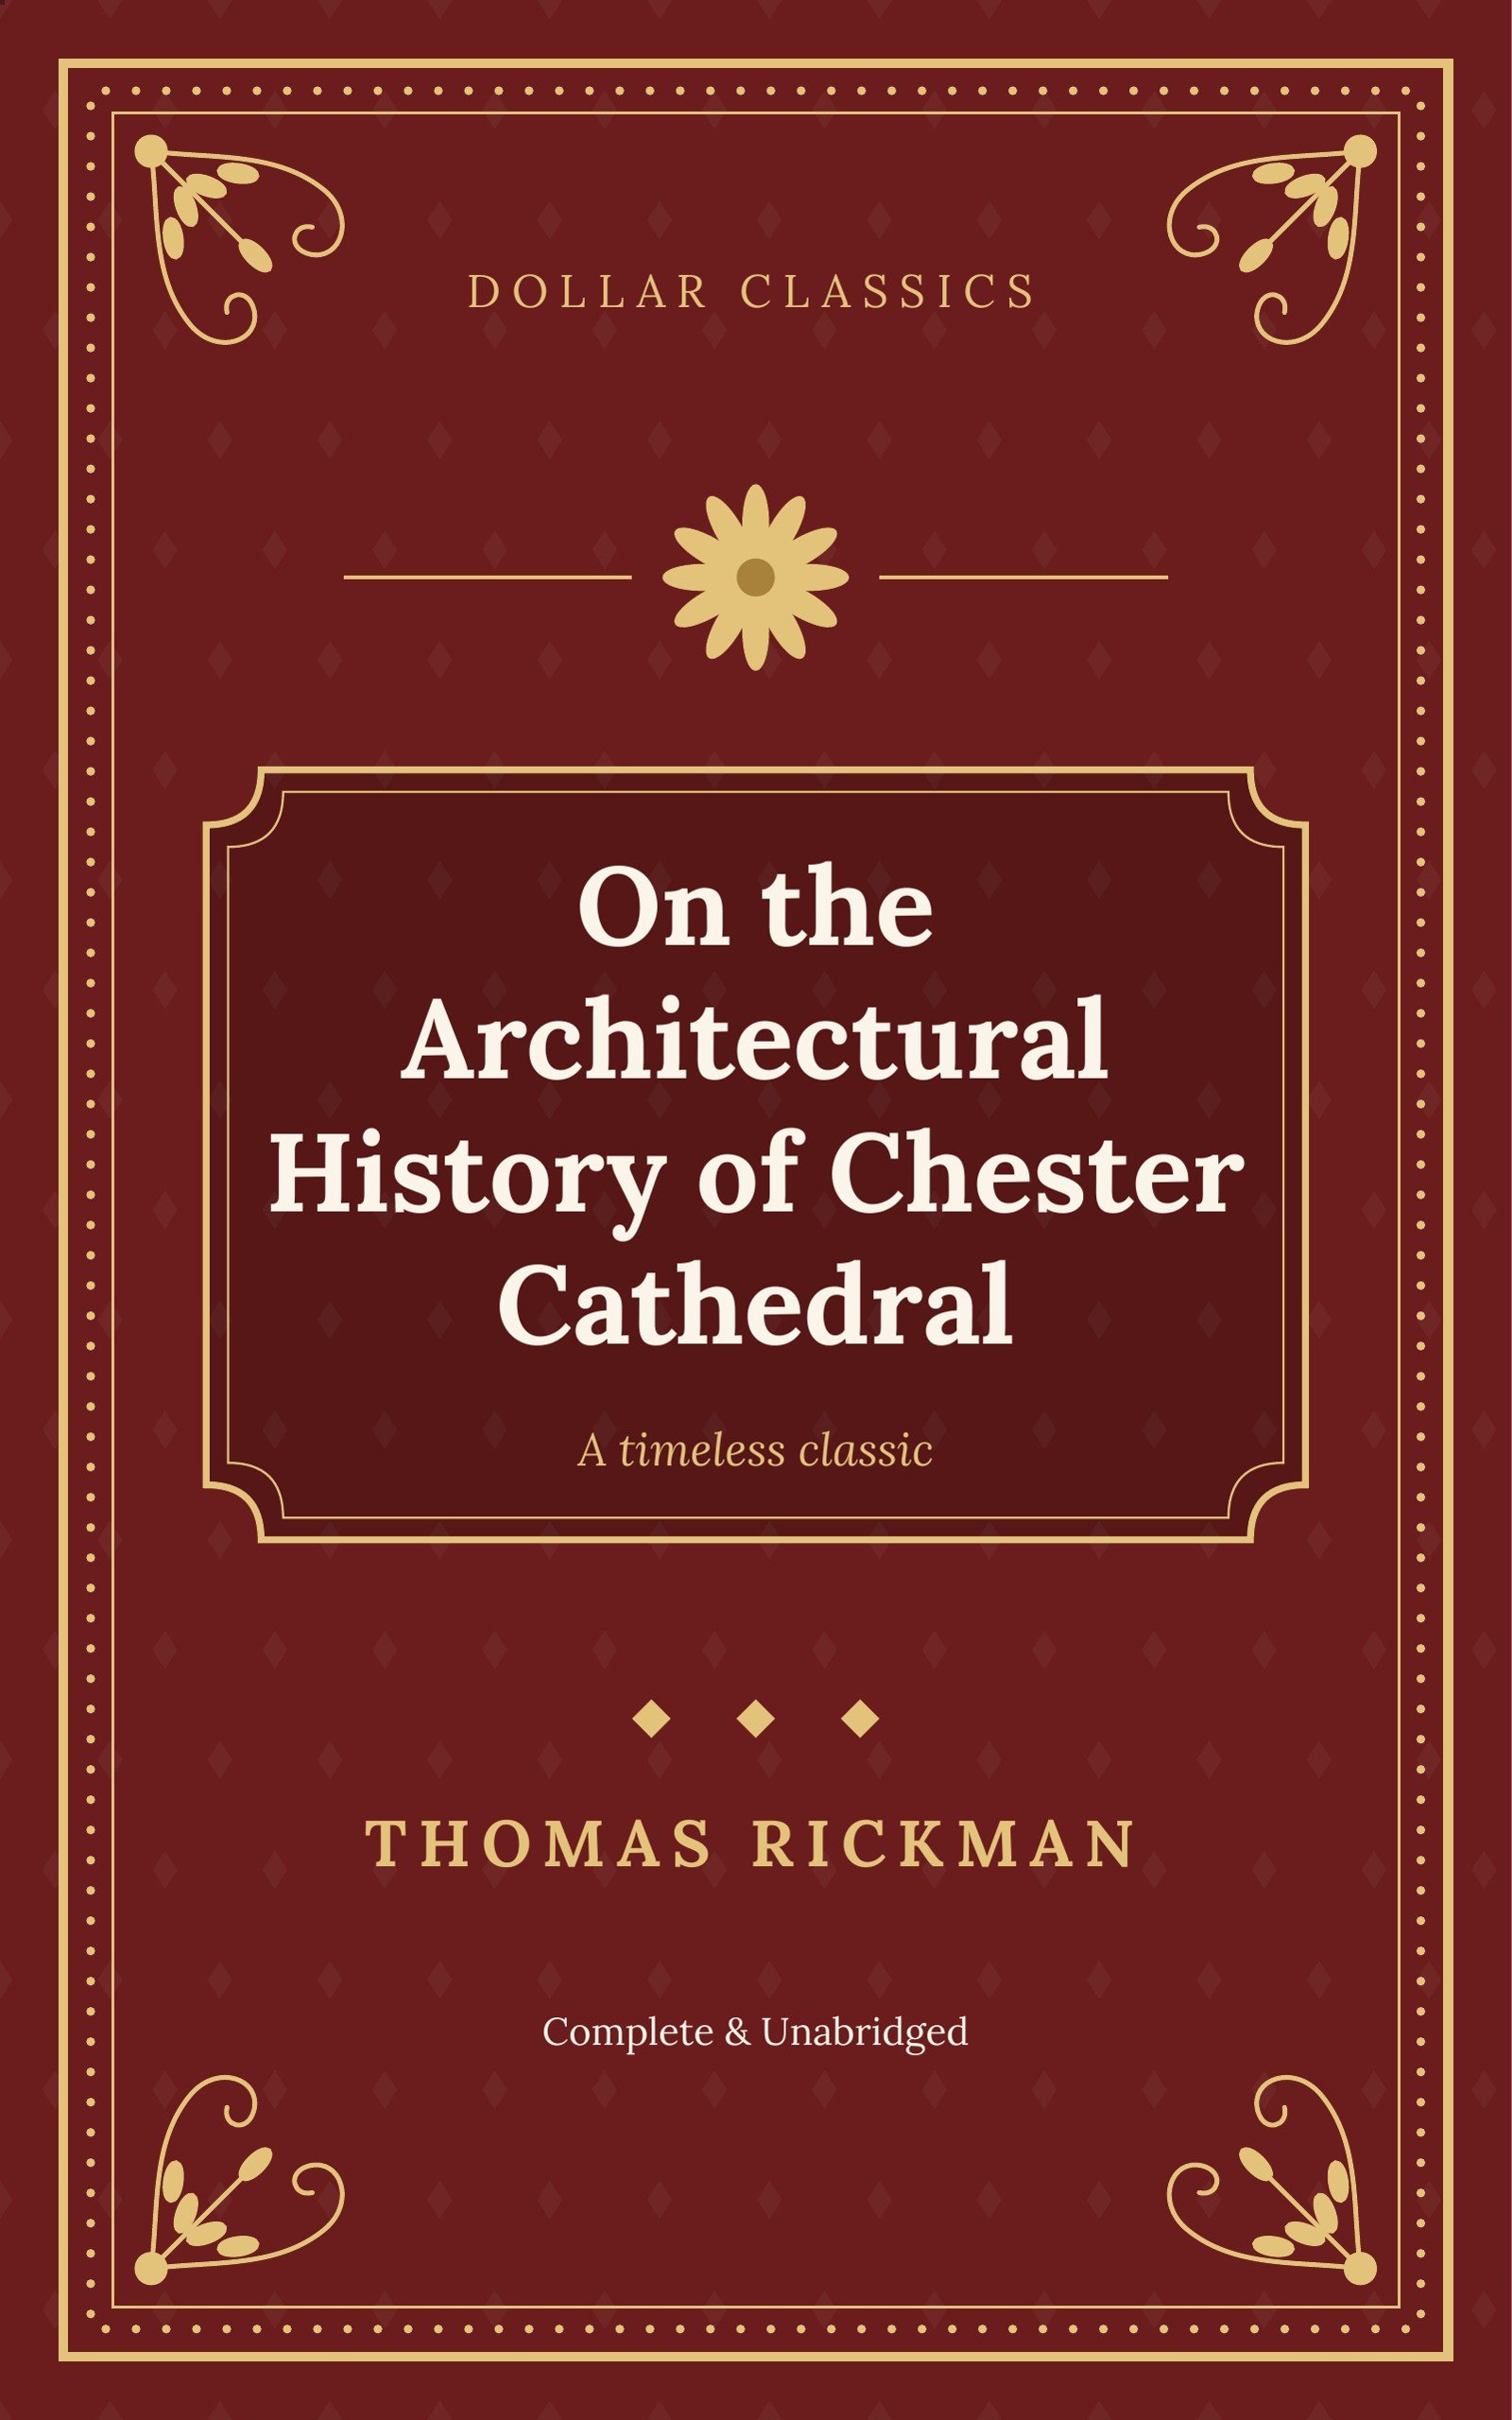 DOLLAR CLASSICS
On the
Architectural
History of Chester
Cathedral
A timeless classic
THOMAS RICKMAN
Complete & Unabridged